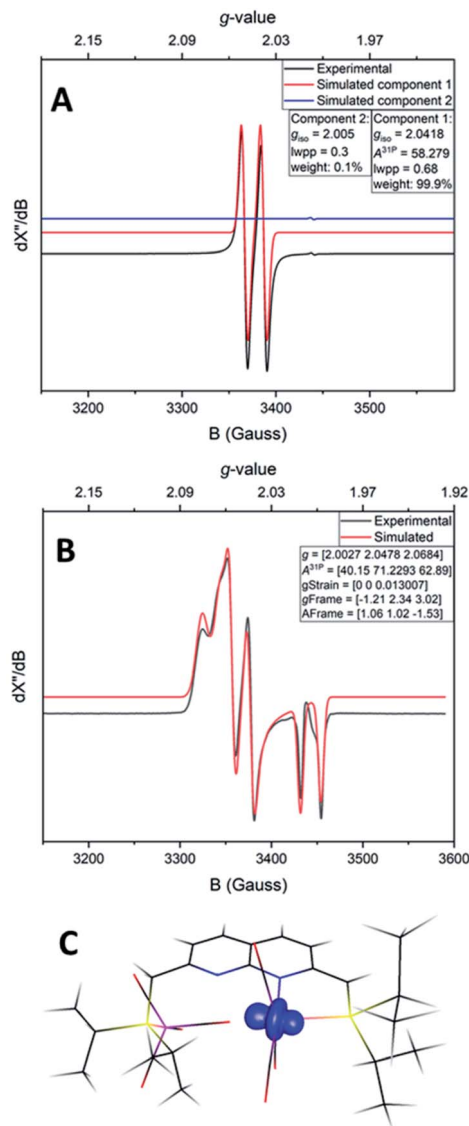 g-value
2.15 2.09 2.03 1.97
A
Experimental
Simulated component 1
Simulated component 2
Component 2:
giso = 2.005
lwpp = 0.3
weight: 0.1%
Component 1:
giso = 2.0418
A31P = 58.279
lwpp = 0.68
weight: 99.9%
dX"/dB
3200 3300 3400 3500
B (Gauss)
g-value
2.15 2.09 2.03 1.97 1.92
B
Experimental
Simulated
g = [2.0027 2.0478 2.0684]
A31P = [40.15 71.2293 62.89]
gStrain = [0 0 0.013007]
gFrame = [-1.21 2.34 3.02]
AFrame = [1.06 1.02 -1.53]
dX"/dB
3200 3300 3400 3500 3600
B (Gauss)
C